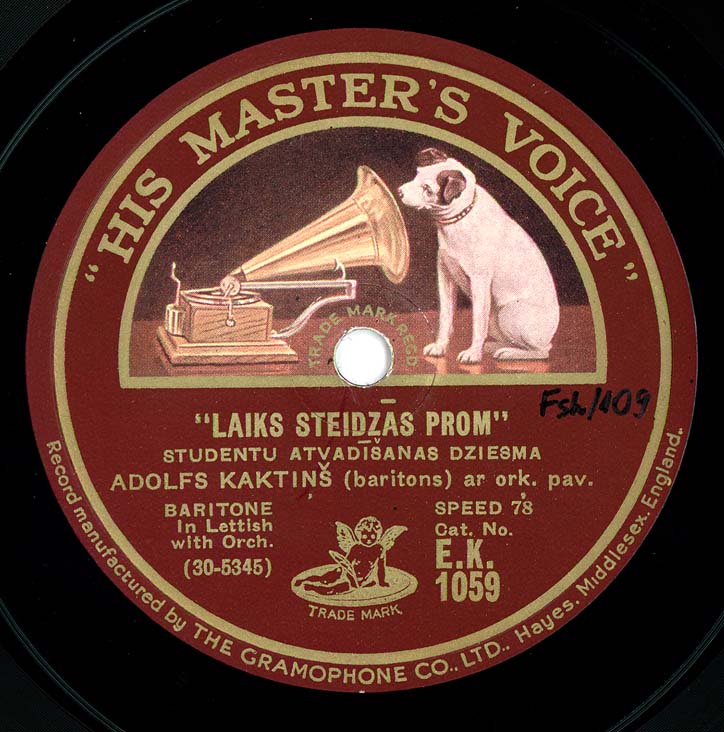 "HIS MASTER'S VOICE"
TRADE MARK REGD
Fsh/109
"LAIKS STEIDZĀS PROM"
STUDENTU ATVADĪŠANAS DZIESMA
ADOLFS KAKTIŅŠ (baritons) ar ork. pav.
BARITONE
In Lettish
with Orch.
(30-5345)
SPEED 78
Cat. No.
E.K.
1059
TRADE MARK.
Record manufactured by THE GRAMOPHONE CO., LTD., Hayes, Middlesex, England.